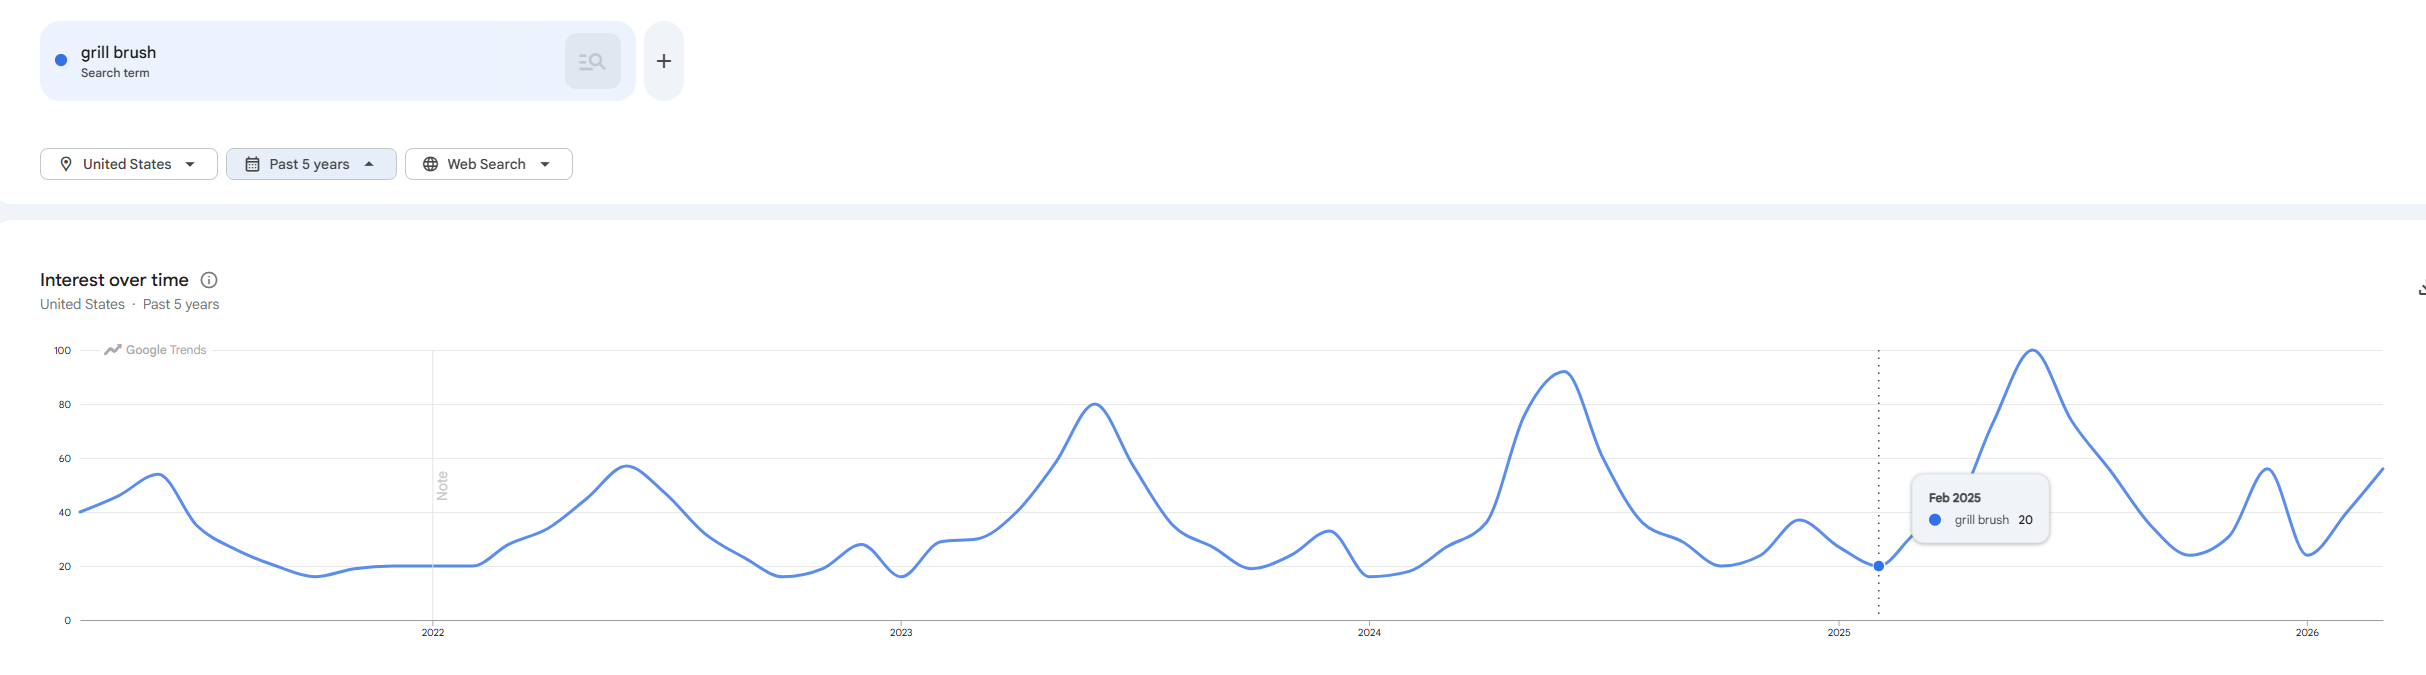 grill brush
Search term
+
United States
Past 5 years
Web Search
Interest over time
United States · Past 5 years
Google Trends
100
80
60
40
20
0
Note
Feb 2025
grill brush 20
2022
2023
2024
2025
2026